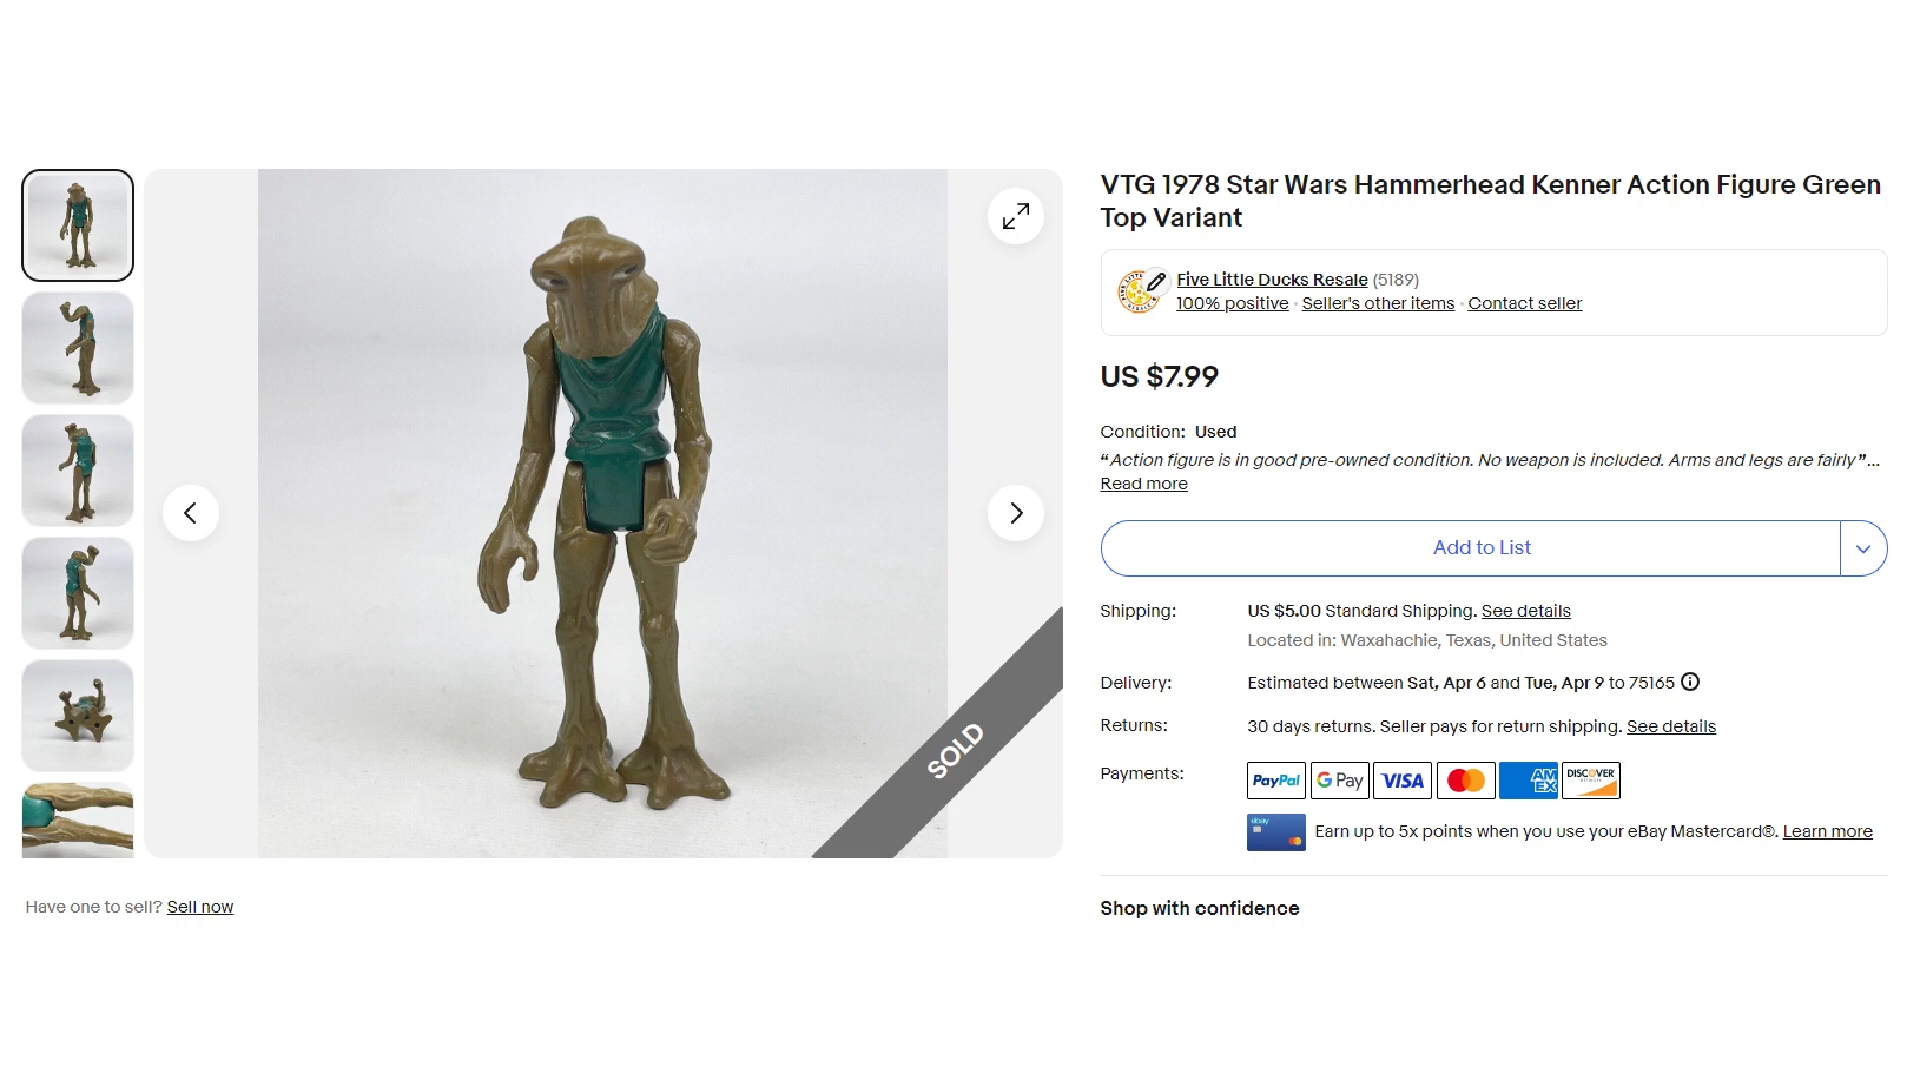 VTG 1978 Star Wars Hammerhead Kenner Action Figure Green
Top Variant
Five Little Ducks Resale (5189)
100% positive · Seller's other items · Contact seller
US $7.99
Condition: Used
“Action figure is in good pre-owned condition. No weapon is included. Arms and legs are fairly”...
Read more
Add to List
Shipping: US $5.00 Standard Shipping. See details
Located in: Waxahachie, Texas, United States
Delivery: Estimated between Sat, Apr 6 and Tue, Apr 9 to 75165
Returns: 30 days returns. Seller pays for return shipping. See details
Payments: PayPal G Pay VISA AM EX DISCOVER
ebay
Earn up to 5x points when you use your eBay Mastercard®. Learn more
Shop with confidence
SOLD
Have one to sell? Sell now